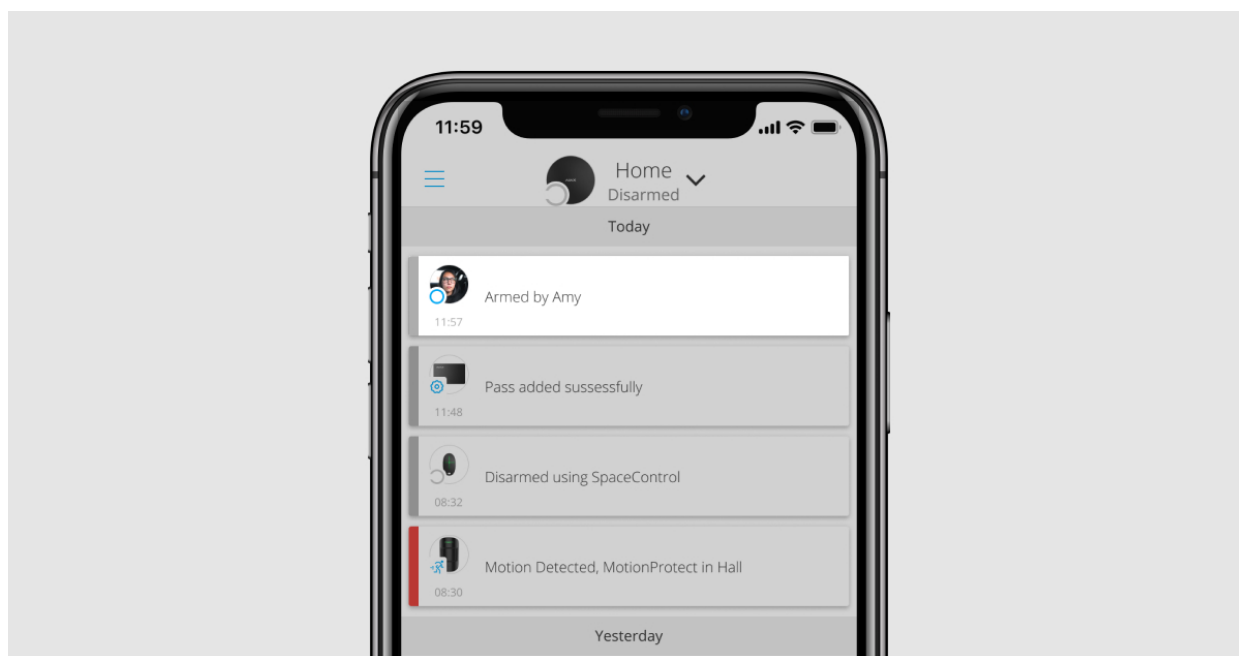 11:59
Home
Disarmed
Today
Armed by Amy
11:57
Pass added sussessfully
11:48
Disarmed using SpaceControl
08:32
Motion Detected, MotionProtect in Hall
08:30
Yesterday